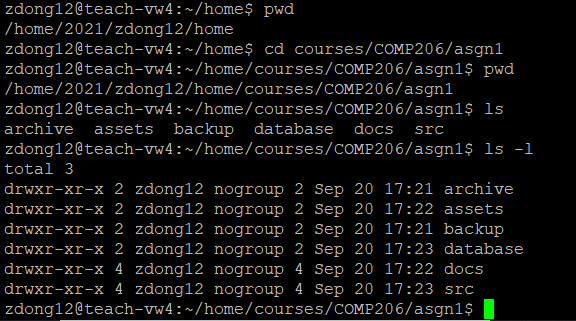 zdong12@teach-vw4:~/home$ pwd
/home/2021/zdong12/home
zdong12@teach-vw4:~/home$ cd courses/COMP206/asgn1
zdong12@teach-vw4:~/home/courses/COMP206/asgn1$ pwd
/home/2021/zdong12/home/courses/COMP206/asgn1
zdong12@teach-vw4:~/home/courses/COMP206/asgn1$ ls
archive  assets  backup  database  docs  src
zdong12@teach-vw4:~/home/courses/COMP206/asgn1$ ls -l
total 3
drwxr-xr-x 2 zdong12 nogroup 2 Sep 20 17:21 archive
drwxr-xr-x 2 zdong12 nogroup 2 Sep 20 17:22 assets
drwxr-xr-x 2 zdong12 nogroup 2 Sep 20 17:21 backup
drwxr-xr-x 2 zdong12 nogroup 2 Sep 20 17:23 database
drwxr-xr-x 4 zdong12 nogroup 4 Sep 20 17:22 docs
drwxr-xr-x 4 zdong12 nogroup 4 Sep 20 17:23 src
zdong12@teach-vw4:~/home/courses/COMP206/asgn1$